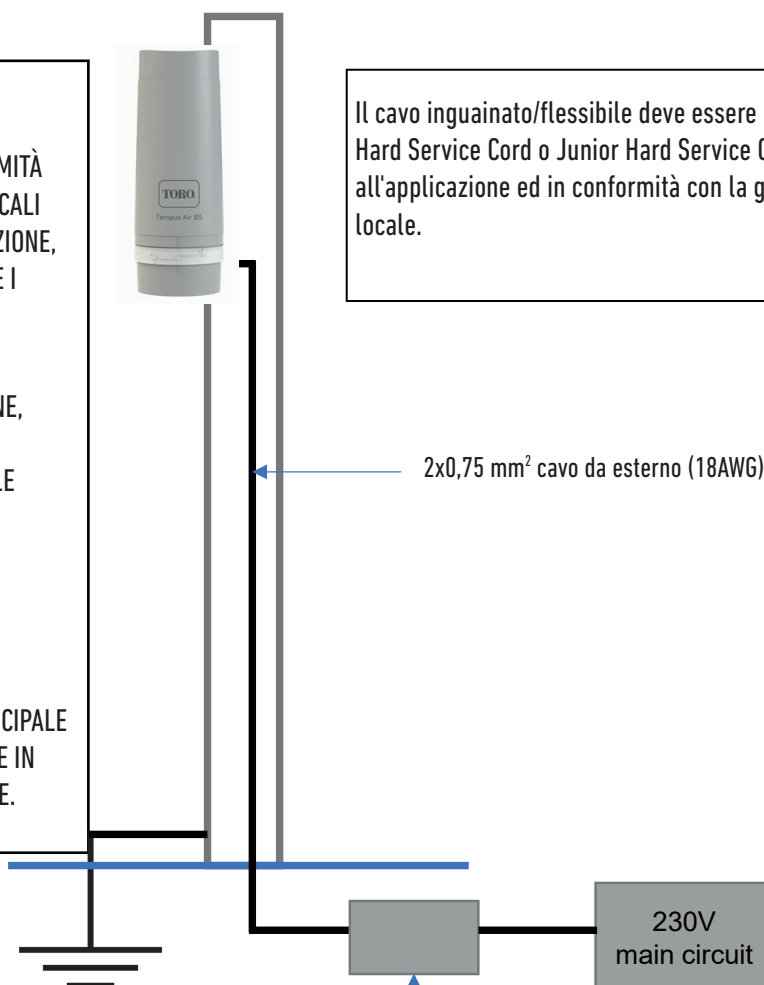 MITÀ
CALI
ZIONE,
E I
NE,
LE
CIPALE
E IN
E.
TORO
Tempus Air BS
Il cavo inguainato/flessibile deve essere
Hard Service Cord o Junior Hard Service C
all'applicazione ed in conformità con la g
locale.
2x0,75 mm² cavo da esterno (18AWG)
230V
main circuit